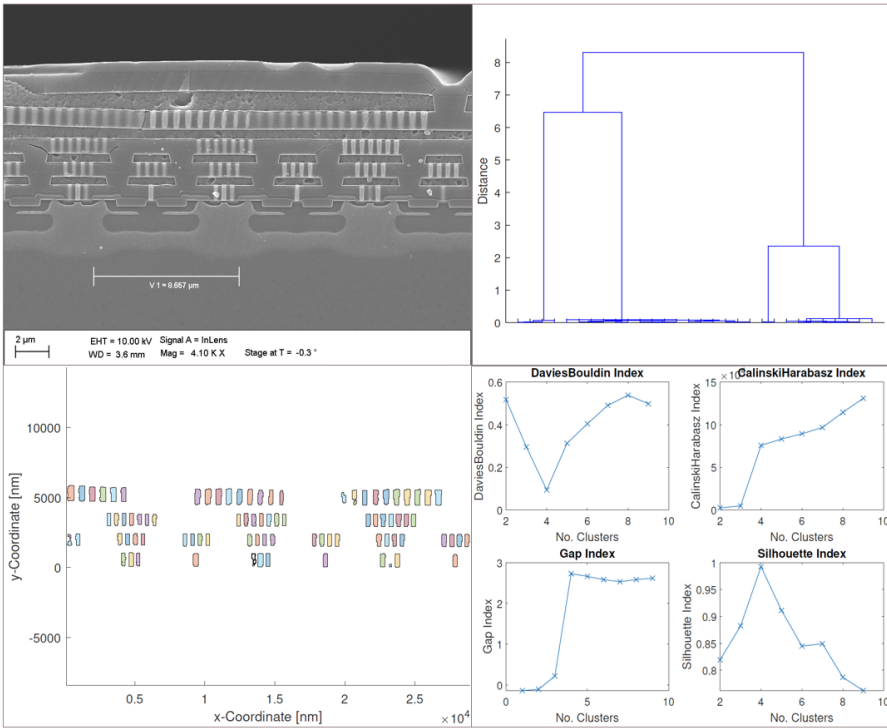 V 1 = 8.657 µm
2 µm
EHT = 10.00 kV Signal A = InLens
WD = 3.6 mm Mag = 4.10 K X Stage at T = -0.3 °
Distance
8
7
6
5
4
3
2
1
0
y-Coordinate [nm]
10000
5000
0
-5000
0.5 1 1.5 2 2.5
×10⁴
x-Coordinate [nm]
DaviesBouldin Index
DaviesBouldin Index
0.6
0.4
0.2
0
2 4 6 8 10
No. Clusters
CalinskiHarabasz Index
CalinskiHarabasz Index
15
10
5
0
2 4 6 8 10
No. Clusters
Gap Index
Gap Index
3
2
1
0
0 2 4 6 8 10
No. Clusters
Silhouette Index
Silhouette Index
1
0.95
0.9
0.85
0.8
2 4 6 8 10
No. Clusters